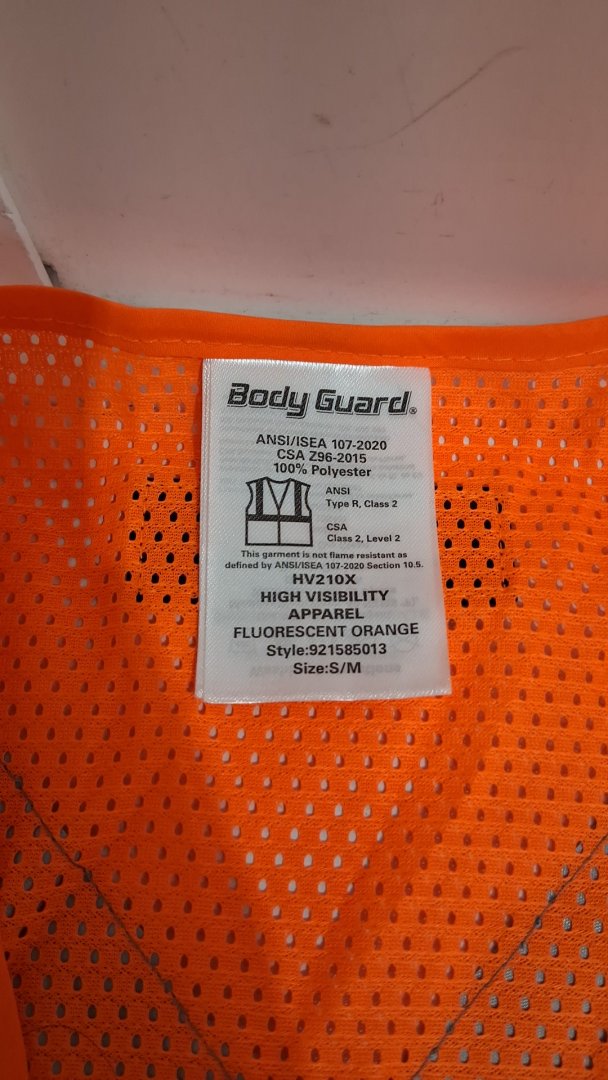 Body Guard®
ANSI/ISEA 107-2020
CSA Z96-2015
100% Polyester
ANSI
Type R, Class 2
CSA
Class 2, Level 2
This garment is not flame resistant as
defined by ANSI/ISEA 107-2020 Section 10.5.
HV210X
HIGH VISIBILITY
APPAREL
FLUORESCENT ORANGE
Style:921585013
Size:S/M